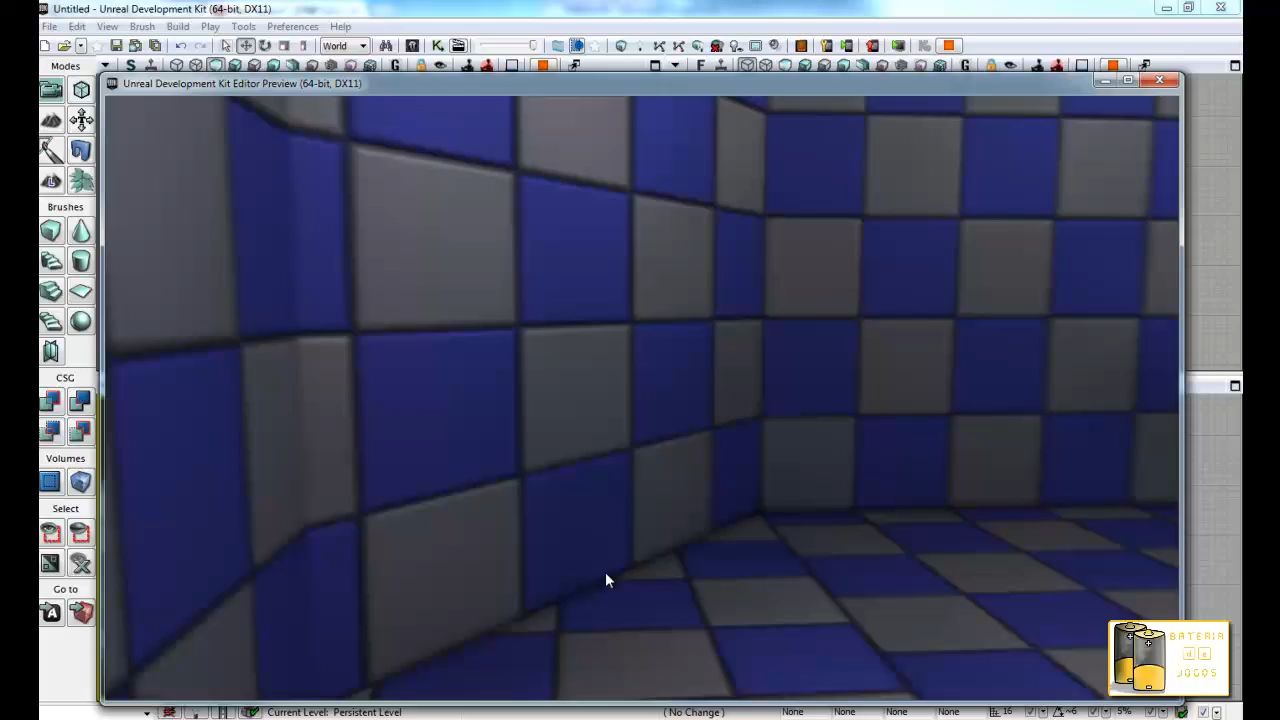 Untitled - Unreal Development Kit (64-bit, DX11)
File Edit View Brush Build Play Tools Preferences Help
World
Modes
S G F G
Unreal Development Kit Editor Preview (64-bit, DX11)
Brushes
CSG
Volumes
Select
Go to
BATERIA
de
JOGOS
Current Level: Persistent Level (No Change) None None None None 16 5%